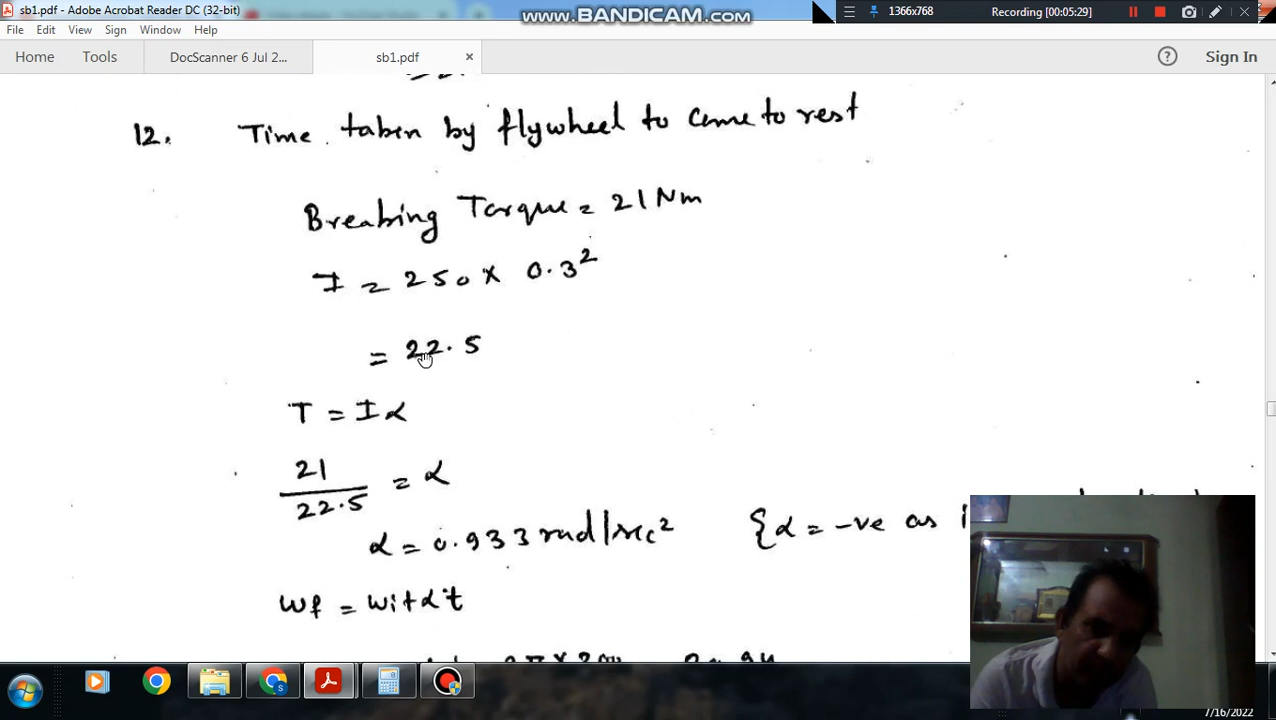 sb1.pdf - Adobe Acrobat Reader DC (32-bit)
www.BANDICAM.com
1366x768
Recording [00:05:29]
File Edit View Sign Window Help
Home Tools DocScanner 6 Jul 2... sb1.pdf × ? Sign In
12. Time taken by flywheel to come to rest
Breaking Torque = 21 Nm
I = 250 x 0.3²
= 22.5
T = Iα
21/22.5 = α
α = 0.933 rad/sec² {α = -ve as i
wf = wi+αt
7/16/2022